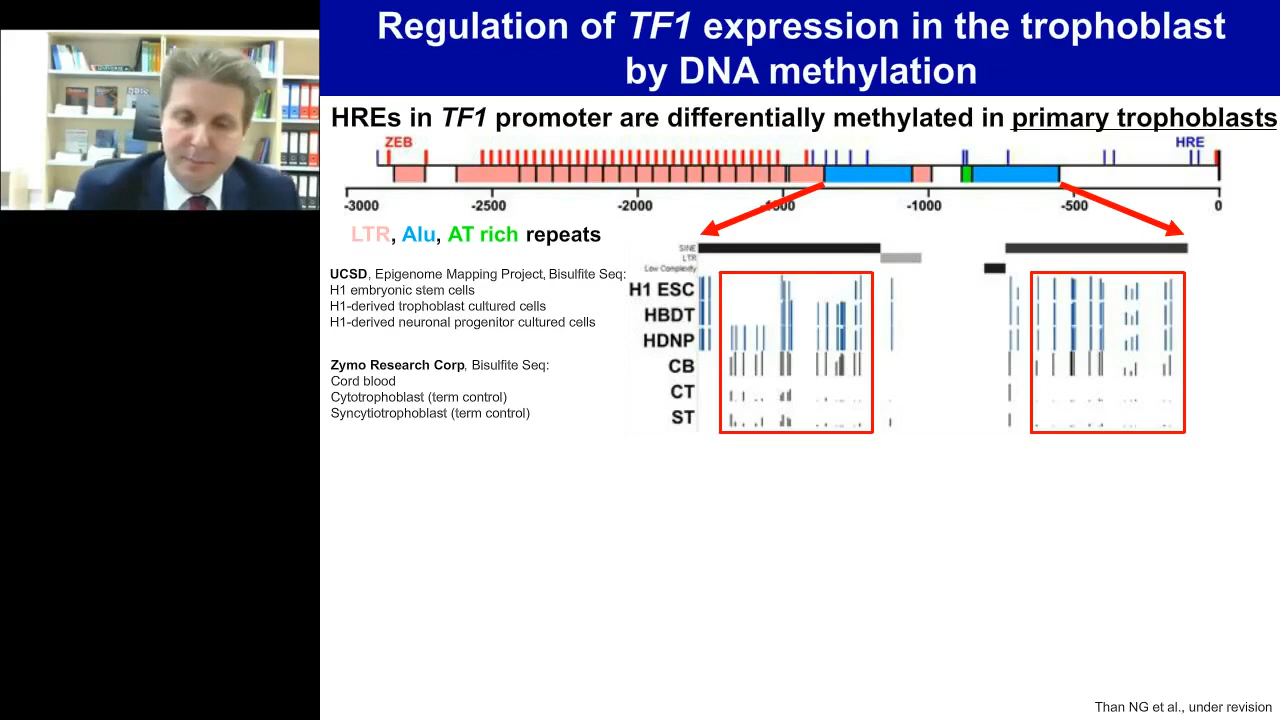 Regulation of TF1 expression in the trophoblast
by DNA methylation
HREs in TF1 promoter are differentially methylated in primary trophoblasts
ZEB HRE
-3000 -2500 -2000 -1500 -1000 -500 0
LTR, Alu, AT rich repeats
SINE
LTR
Low Complexity
UCSD, Epigenome Mapping Project, Bisulfite Seq:
H1 embryonic stem cells
H1-derived trophoblast cultured cells
H1-derived neuronal progenitor cultured cells
H1 ESC
HBDT
HDNP
CB
CT
ST
Zymo Research Corp, Bisulfite Seq:
Cord blood
Cytotrophoblast (term control)
Syncytiotrophoblast (term control)
Than NG et al., under revision